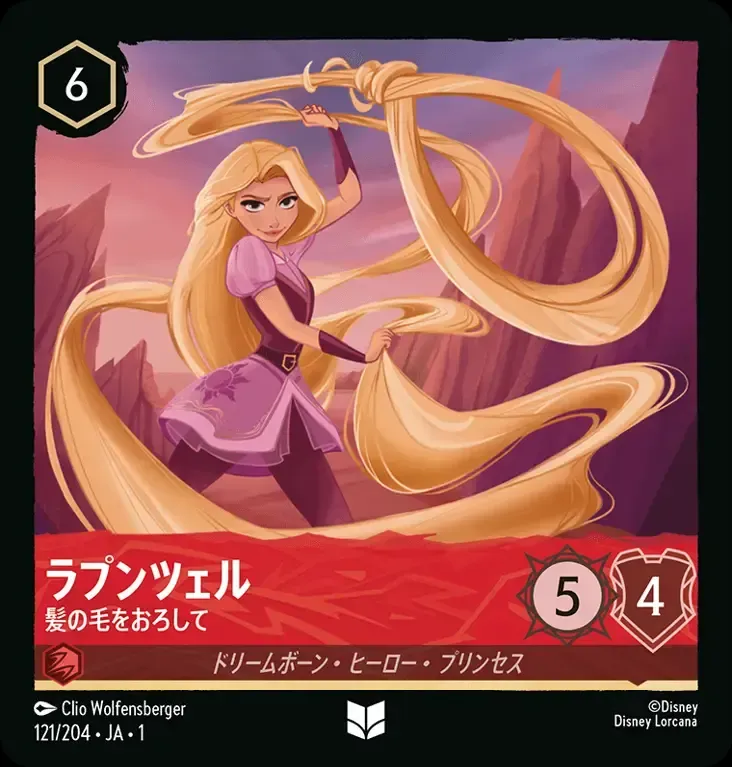 6
ラプンツェル
髪の毛をおろして
5
4
ドリームボーン・ヒーロー・プリンセス
Clio Wolfensberger
121/204・JA・1
©Disney
Disney Lorcana